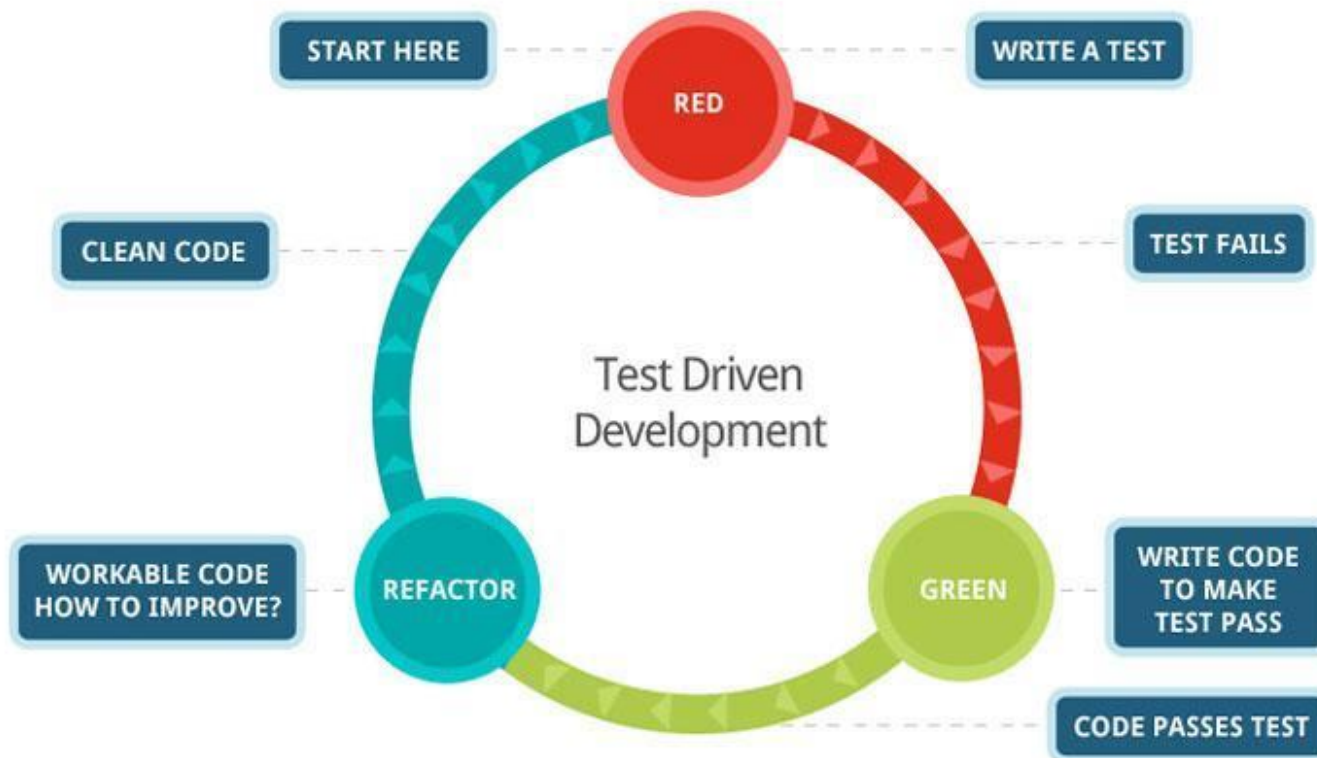 START HERE
RED
WRITE A TEST
CLEAN CODE
TEST FAILS
Test Driven
Development
WORKABLE CODE
HOW TO IMPROVE?
REFACTOR
GREEN
WRITE CODE
TO MAKE
TEST PASS
CODE PASSES TEST